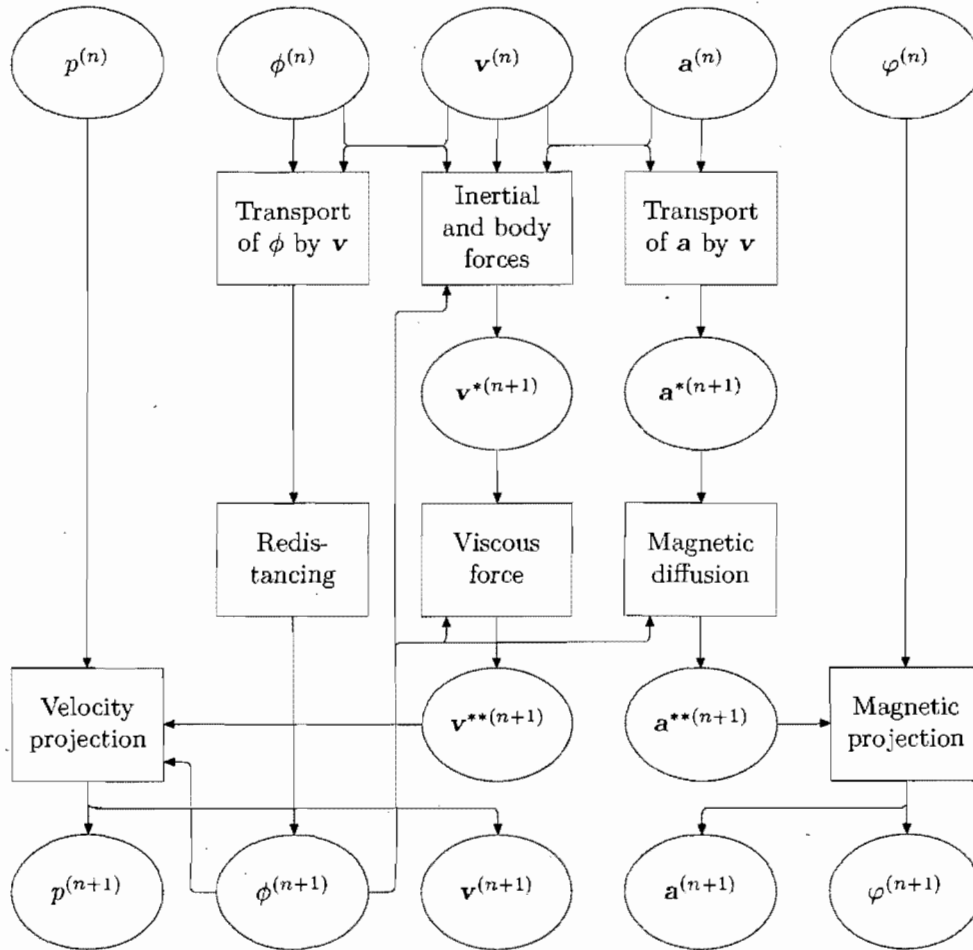 p^{(n)}
ϕ^{(n)}
v^{(n)}
a^{(n)}
φ^{(n)}
Transport
of ϕ by v
Inertial
and body
forces
Transport
of a by v
v^{*(n+1)}
a^{*(n+1)}
Redis-
tancing
Viscous
force
Magnetic
diffusion
Velocity
projection
v^{**(n+1)}
a^{**(n+1)}
Magnetic
projection
p^{(n+1)}
ϕ^{(n+1)}
v^{(n+1)}
a^{(n+1)}
φ^{(n+1)}